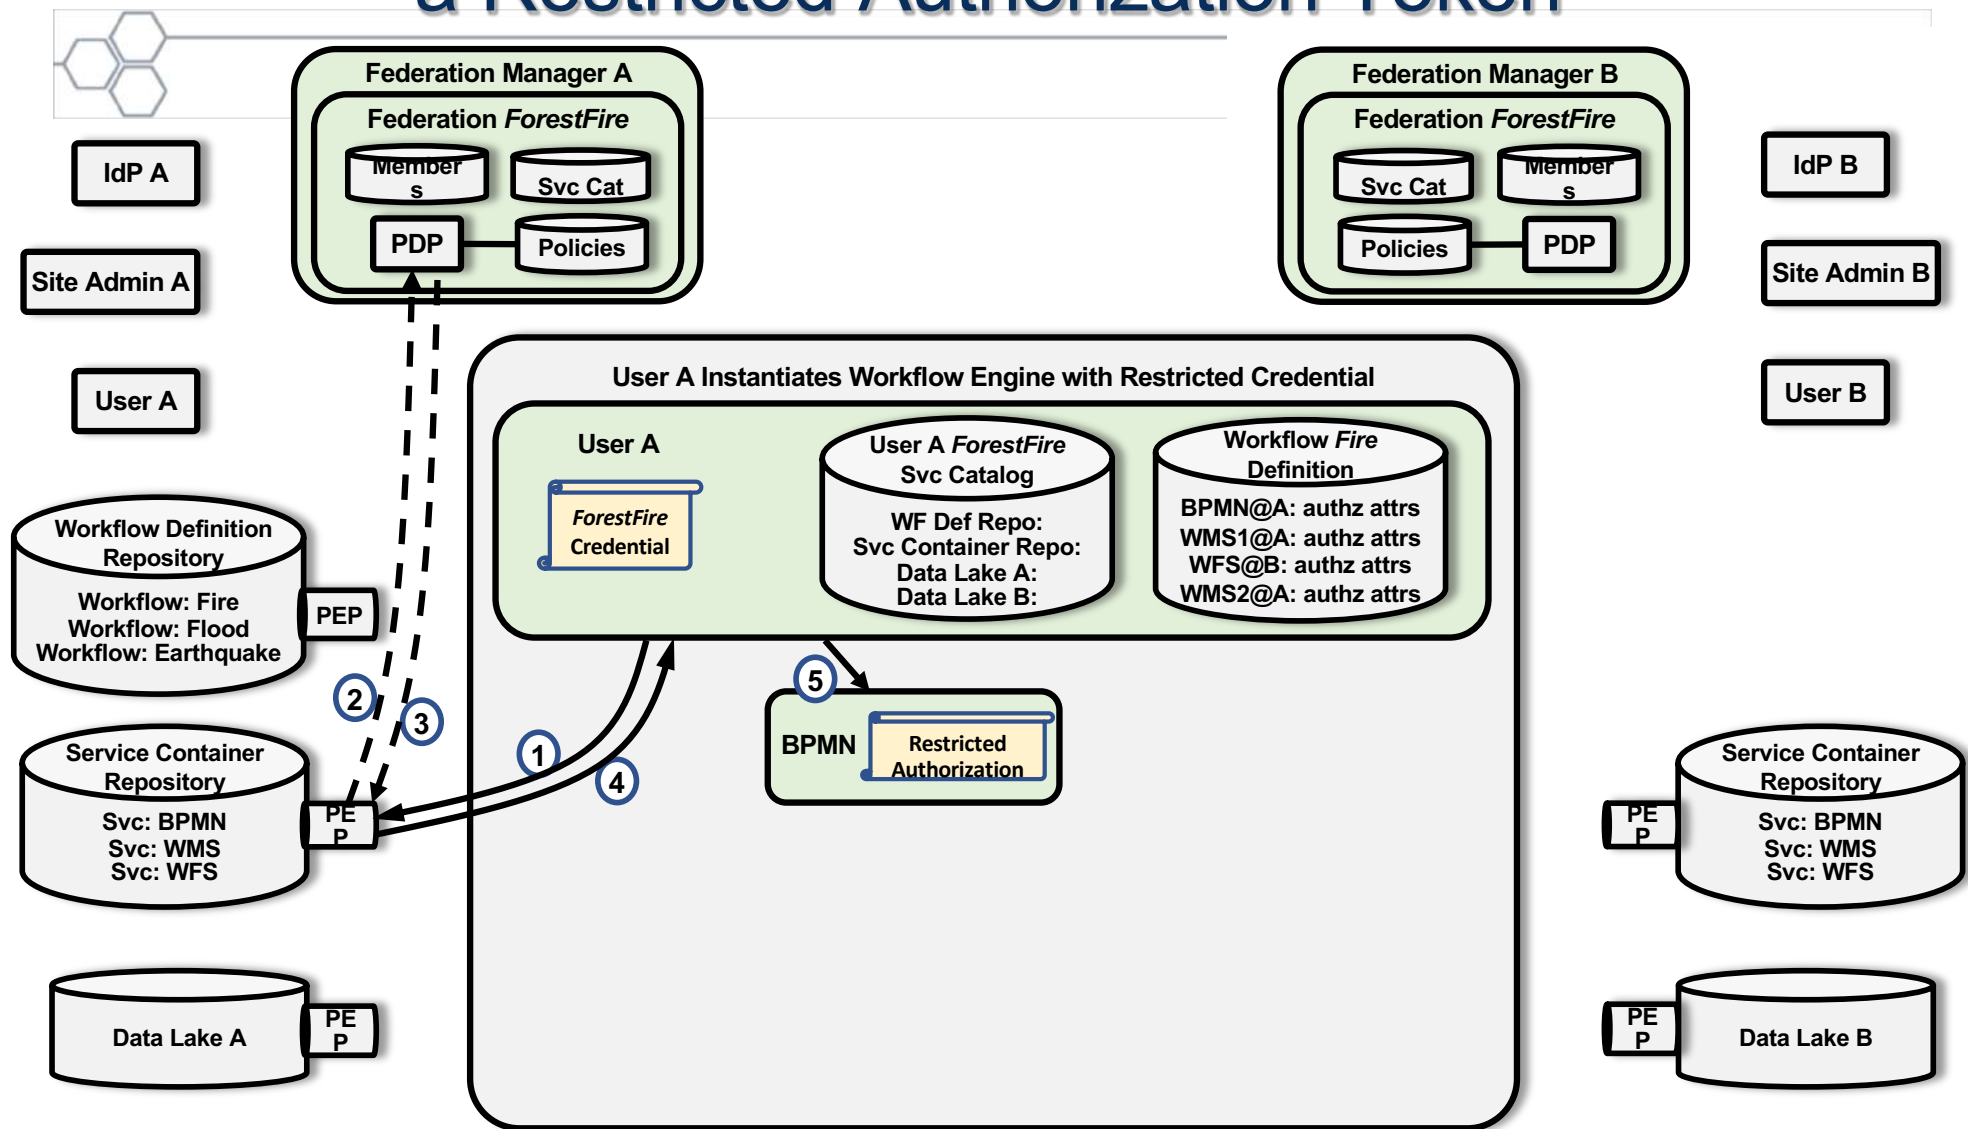 a Restricted Authorization Token
Federation Manager A
Federation ForestFire
Member
s
Svc Cat
PDP
Policies
Federation Manager B
Federation ForestFire
Svc Cat
Member
s
Policies
PDP
IdP A
Site Admin A
User A
IdP B
Site Admin B
User B
User A Instantiates Workflow Engine with Restricted Credential
User A
ForestFire
Credential
User A ForestFire
Svc Catalog
WF Def Repo:
Svc Container Repo:
Data Lake A:
Data Lake B:
Workflow Fire
Definition
BPMN@A: authz attrs
WMS1@A: authz attrs
WFS@B: authz attrs
WMS2@A: authz attrs
Workflow Definition
Repository
Workflow: Fire
Workflow: Flood
Workflow: Earthquake
PEP
2
3
1
4
5
BPMN
Restricted
Authorization
Service Container
Repository
Svc: BPMN
Svc: WMS
Svc: WFS
PE
P
Service Container
Repository
Svc: BPMN
Svc: WMS
Svc: WFS
PE
P
Data Lake A
PE
P
PE
P
Data Lake B